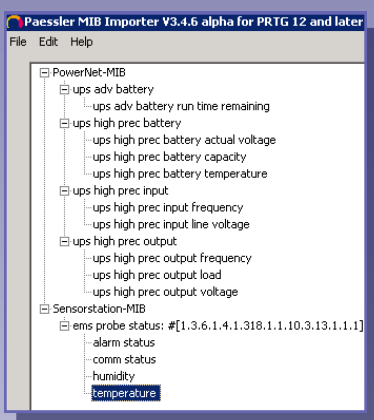 Paessler MIB Importer V3.4.6 alpha for PRTG 12 and later
File Edit Help
PowerNet-MIB
ups adv battery
ups adv battery run time remaining
ups high prec battery
ups high prec battery actual voltage
ups high prec battery capacity
ups high prec battery temperature
ups high prec input
ups high prec input frequency
ups high prec input line voltage
ups high prec output
ups high prec output frequency
ups high prec output load
ups high prec output voltage
Sensorstation-MIB
ems probe status: #[1.3.6.1.4.1.318.1.1.10.3.13.1.1.1]
alarm status
comm status
humidity
temperature